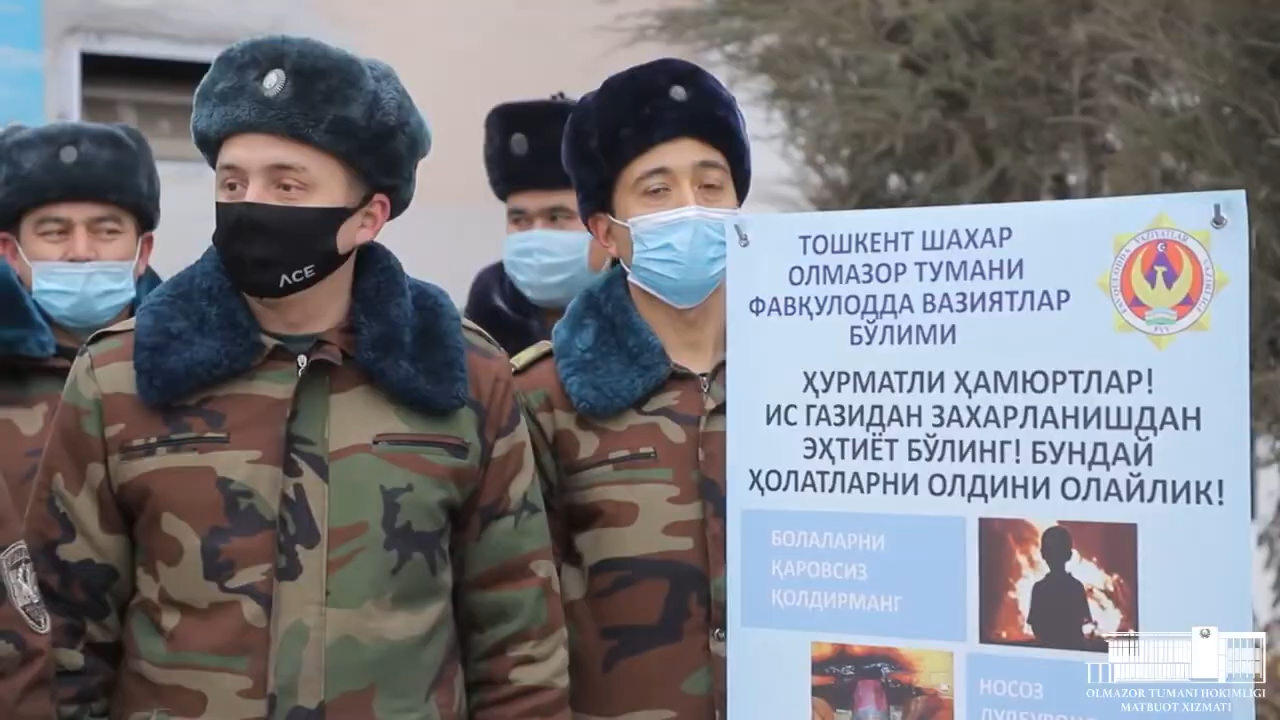 ACE
ТОШКЕНТ ШАХАР
ОЛМАЗОР ТУМАНИ
ФАВҚУЛОДДА ВАЗИЯТЛАР
БЎЛИМИ
ҲУРМАТЛИ ҲАМЮРТЛАР!
ИС ГАЗИДАН ЗАХАРЛАНИШДАН
ЭҲТИЁТ БЎЛИНГ! БУНДАЙ
ҲОЛАТЛАРНИ ОЛДИНИ ОЛАЙЛИК!
БОЛАЛАРНИ
ҚАРОВСИЗ
ҚОЛДИРМАНГ
НОСОЗ
OLMAZOR TUMANI HOKIMLIGI
MATBUOT XIZMATI